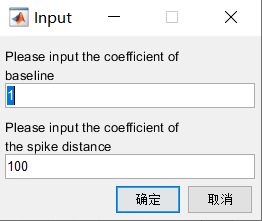 Input
Please input the coefficient of
baseline
1
Please input the coefficient of
the spike distance
100
确定 取消